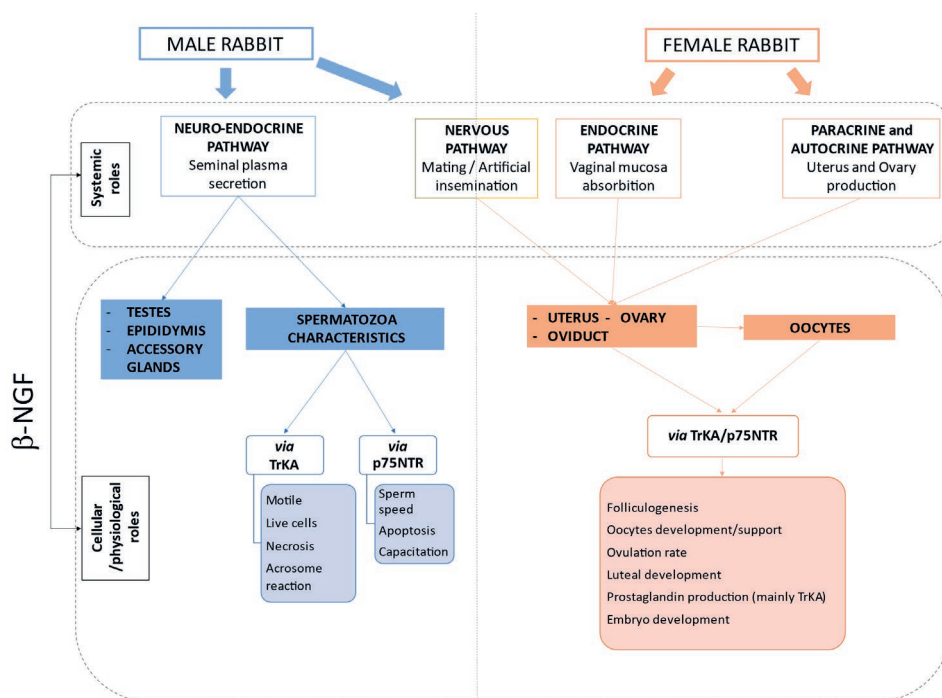 MALE RABBIT
FEMALE RABBIT
NEURO-ENDOCRINE
PATHWAY
Seminal plasma
secretion
NERVOUS
PATHWAY
Mating / Artificial
insemination
ENDOCRINE
PATHWAY
Vaginal mucosa
absorbition
PARACRINE and
AUTOCRINE PATHWAY
Uterus and Ovary
production
Systemic
roles
- TESTES
- EPIDIDYMIS
- ACCESSORY
GLANDS
SPERMATOZOA
CHARACTERISTICS
- UTERUS - OVARY
- OVIDUCT
OOCYTES
β-NGF
via
TrKA
via
p75NTR
via TrKA/p75NTR
Cellular
/physiological
roles
Motile
Live cells
Necrosis
Acrosome
reaction
Sperm
speed
Apoptosis
Capacitation
Folliculogenesis
Oocytes development/support
Ovulation rate
Luteal development
Prostaglandin production (mainly TrKA)
Embryo development